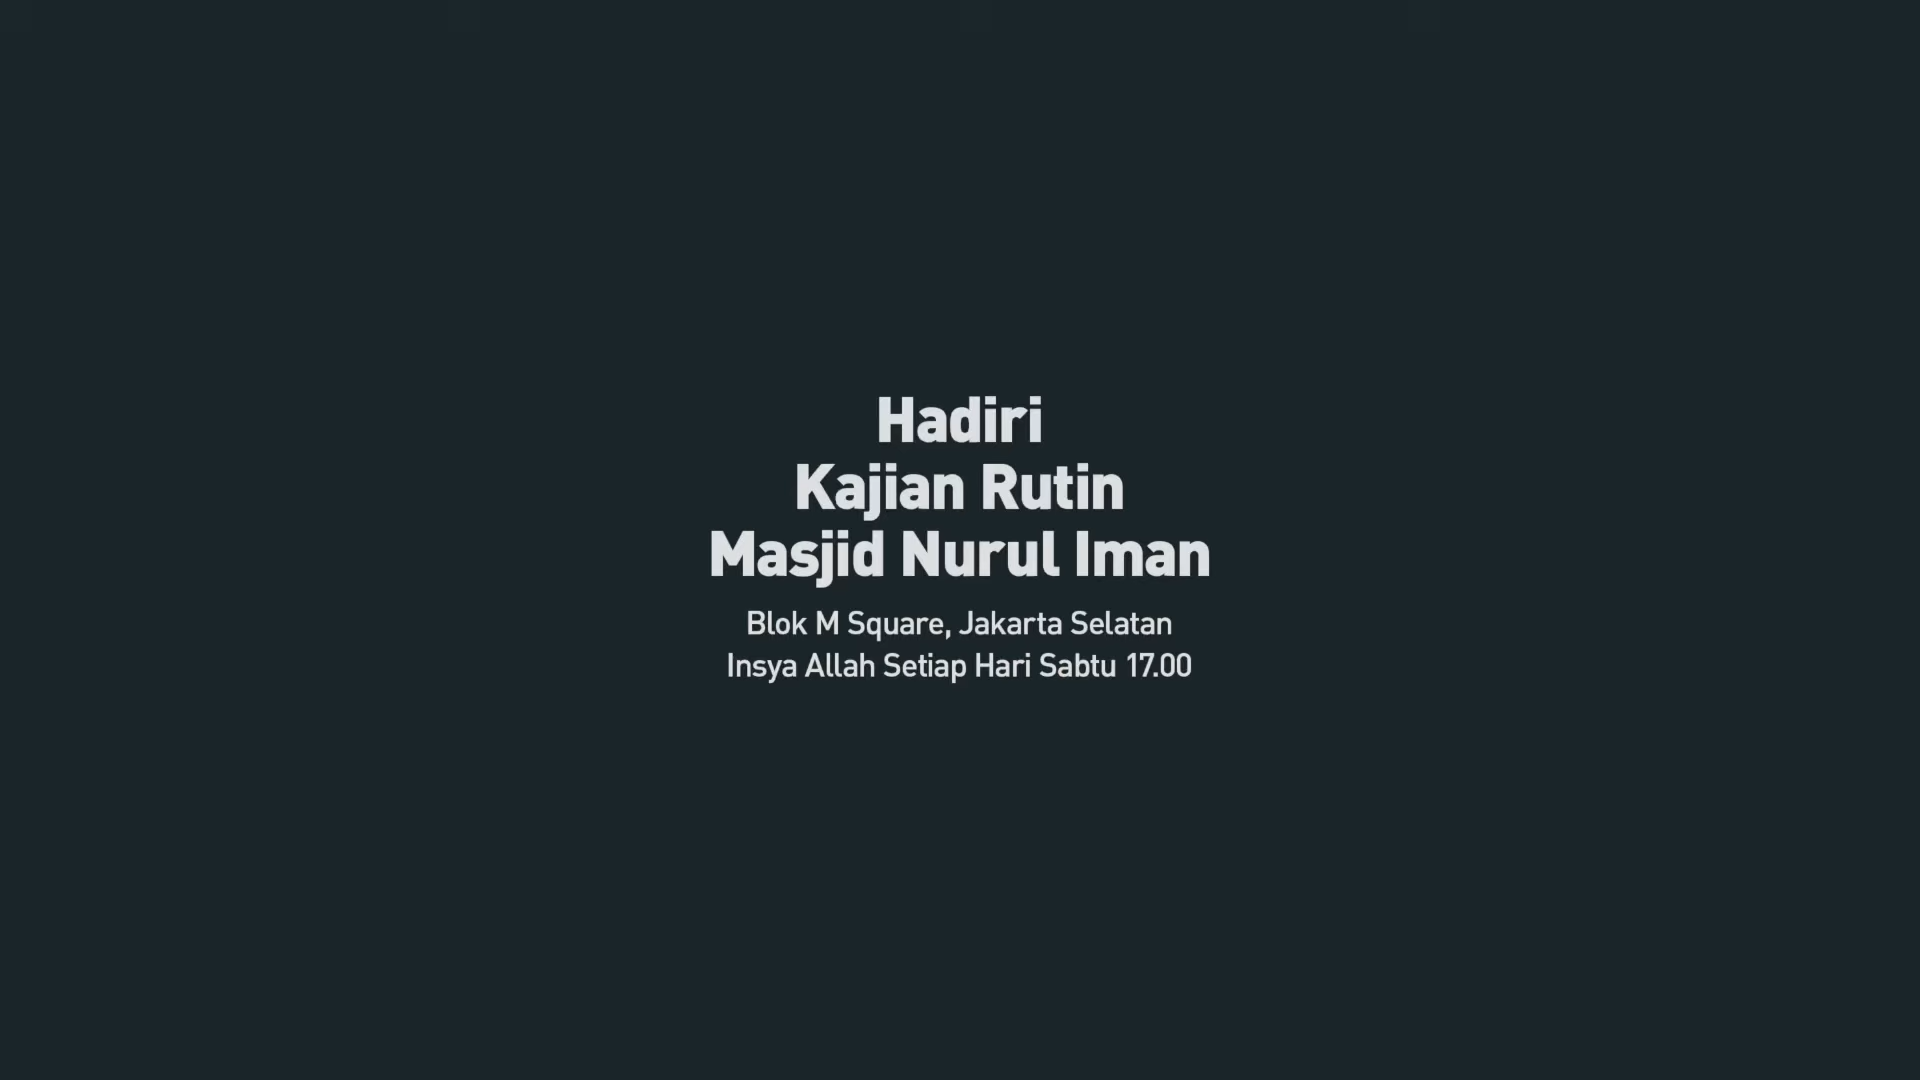 Hadiri
Kajian Rutin
Masjid Nurul Iman
Blok M Square, Jakarta Selatan
Insya Allah Setiap Hari Sabtu 17.00